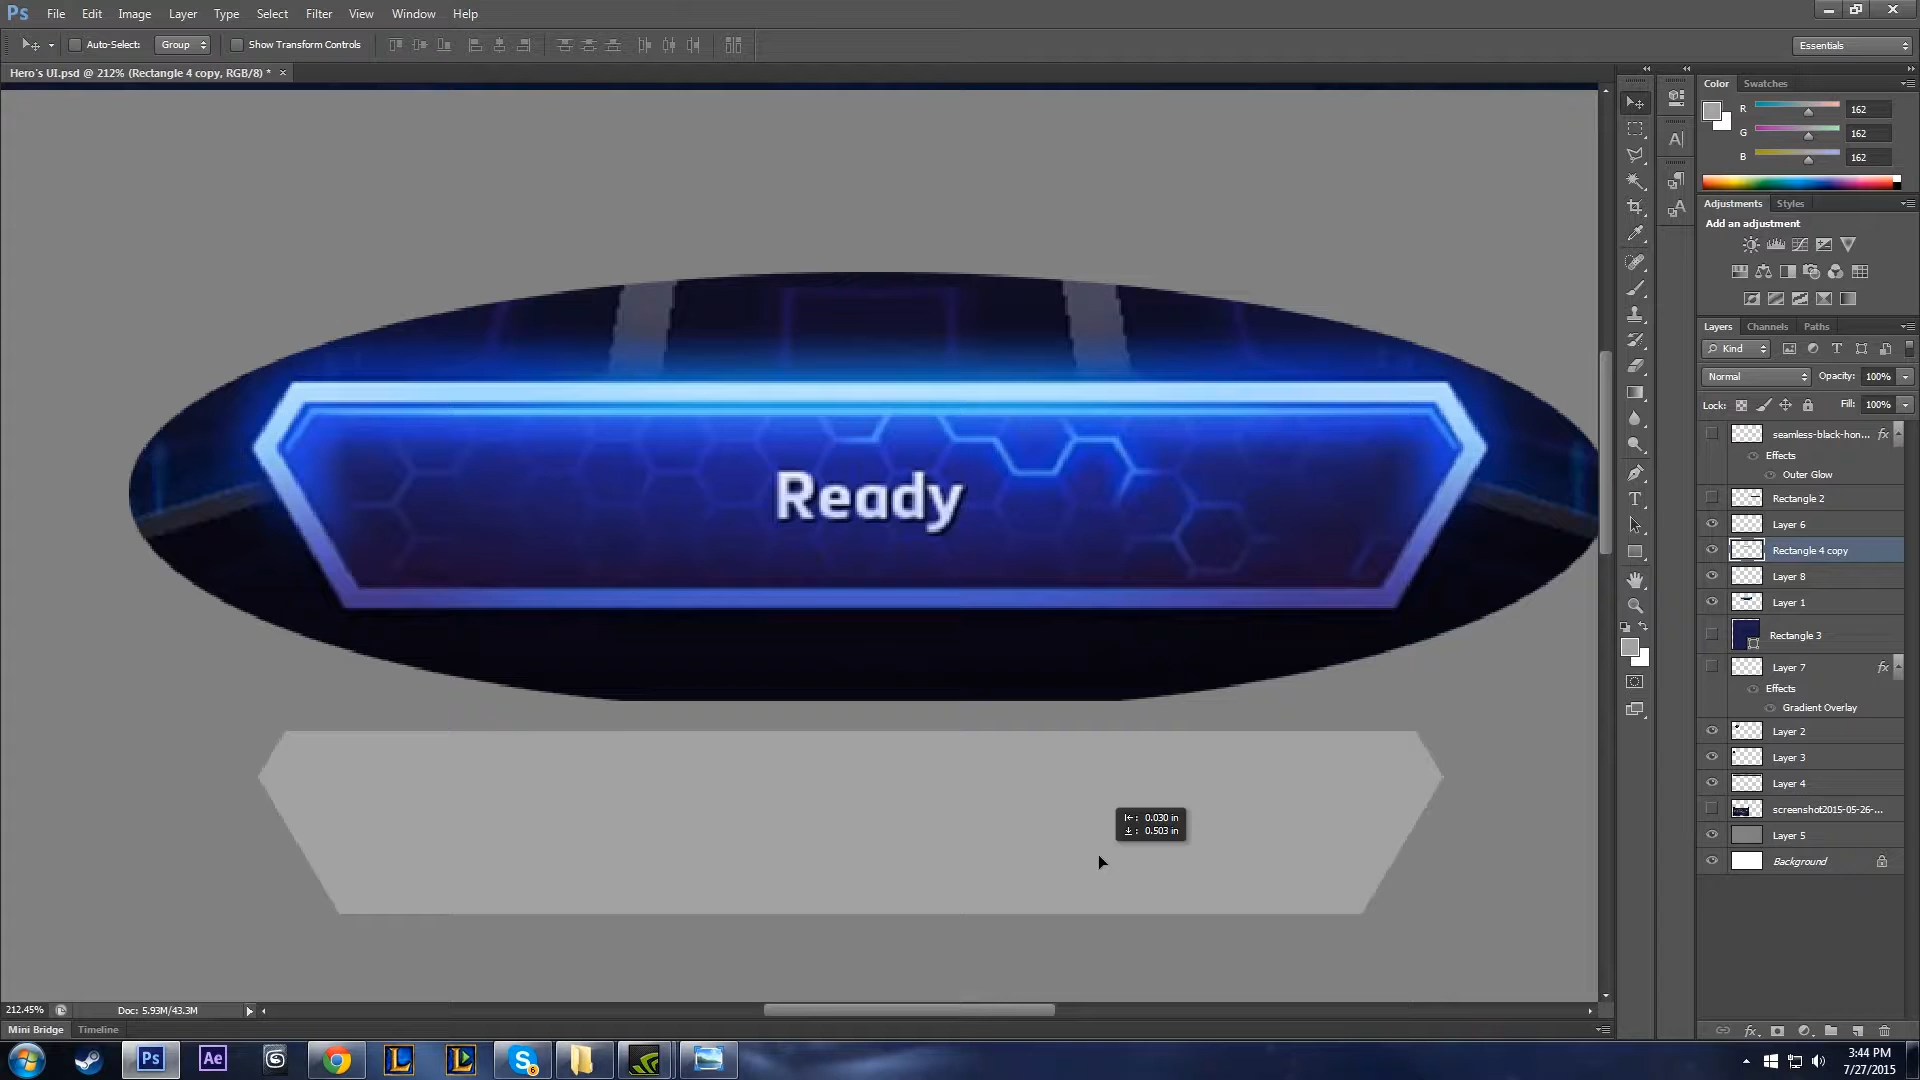 Ps File Edit Image Layer Type Select Filter View Window Help
Auto-Select: Group Show Transform Controls Essentials
Hero's UI.psd @ 212% (Rectangle 4 copy, RGB/8) * ×
Color Swatches
R 162
G 162
B 162
Adjustments Styles
Add an adjustment
Layers Channels Paths
Kind
Normal Opacity: 100%
Lock: Fill: 100%
seamless-black-hon... fx
Effects
Outer Glow
Rectangle 2
Layer 6
Rectangle 4 copy
Layer 8
Layer 1
Rectangle 3
Layer 7 fx
Effects
Gradient Overlay
Layer 2
Layer 3
Layer 4
screenshot2015-05-26-...
Layer 5
Background
Ready
0.030 in
0.503 in
212.45% Doc: 5.93M/43.3M
Mini Bridge Timeline
Ps Ae
3:44 PM
7/27/2015